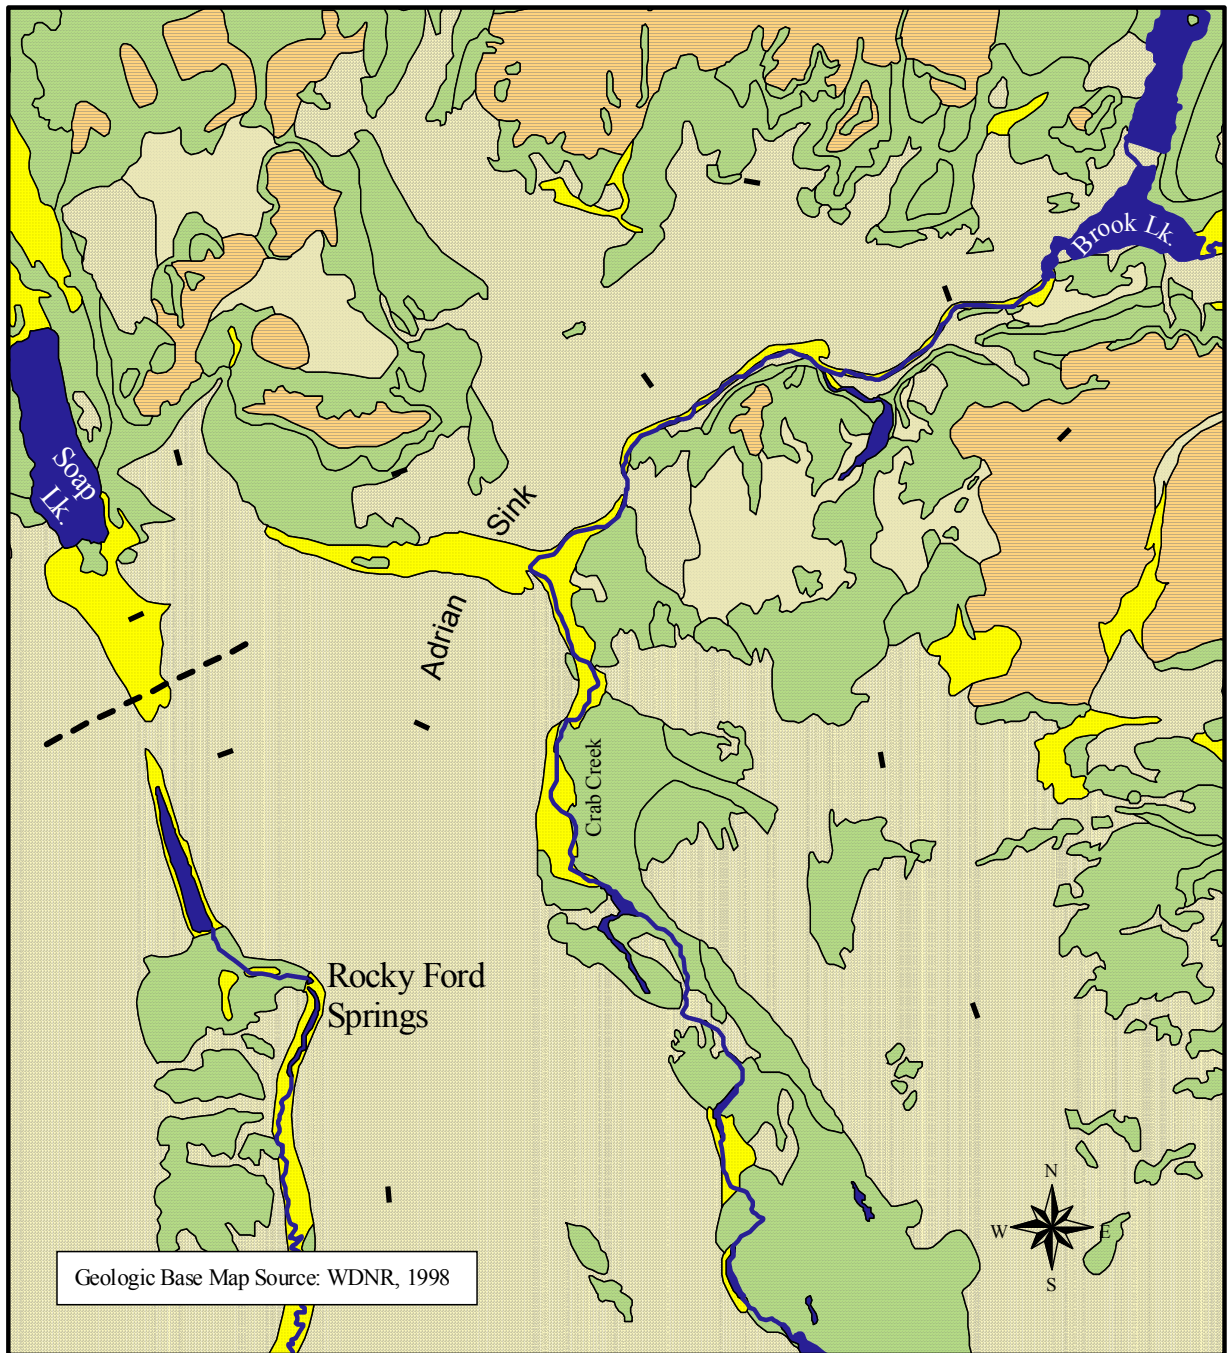 Brook Lk.
Soap
Lk.
Sink
Adrian
Crab Creek
Rocky Ford
Springs
N
W E
S
Geologic Base Map Source: WDNR, 1998